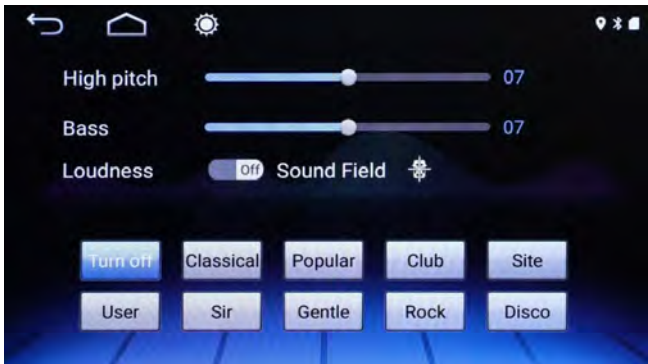 High pitch 07
Bass 07
Loudness Off Sound Field
Turn off Classical Popular Club Site
User Sir Gentle Rock Disco